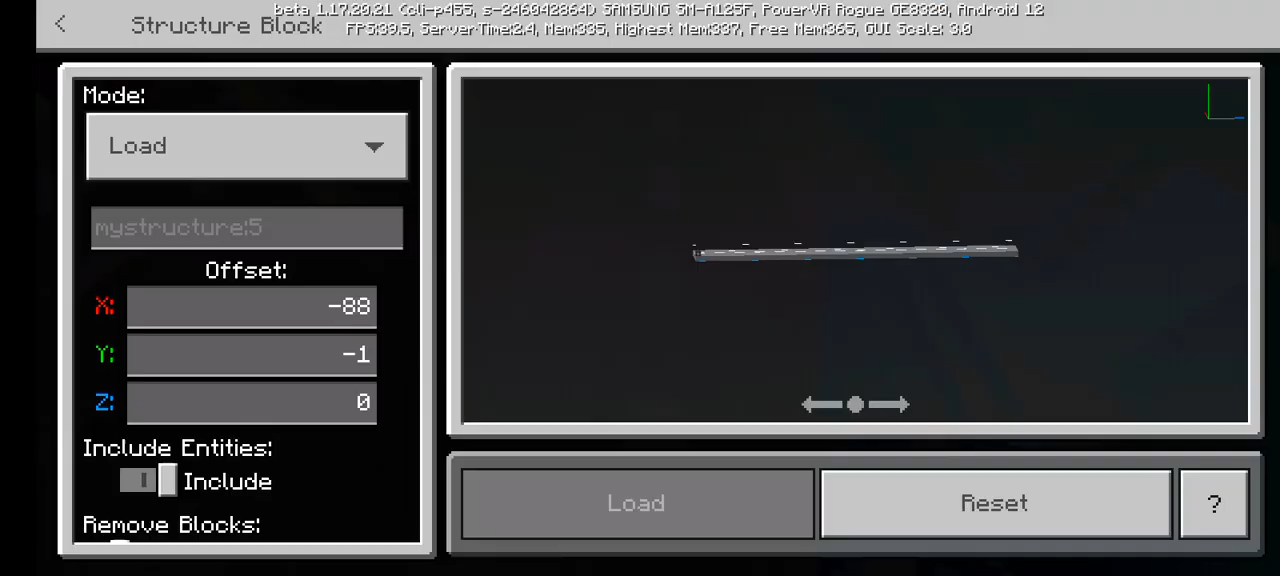 beta 1.17.20.21 (Coli-p455, s-246042864) SAMSUNG SM-A125F, PowerVR Rogue GE8320, Android 12
Structure Block
FPS:39.5, ServerTime:2.4, Mem:335, Highest Mem:337, Free Mem:365, GUI Scale: 3.0
Mode:
Load
mystructure:5
Offset:
X: -88
Y: -1
Z: 0
Include Entities:
Include
Remove Blocks:
Load
Reset
?